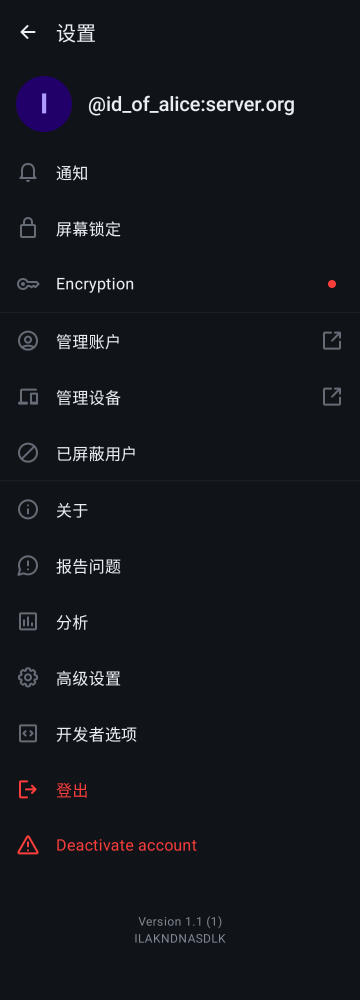 设置
I
@id_of_alice:server.org
通知
屏幕锁定
Encryption
管理账户
管理设备
已屏蔽用户
关于
报告问题
分析
高级设置
开发者选项
登出
Deactivate account
Version 1.1 (1)
ILAKNDNASDLK